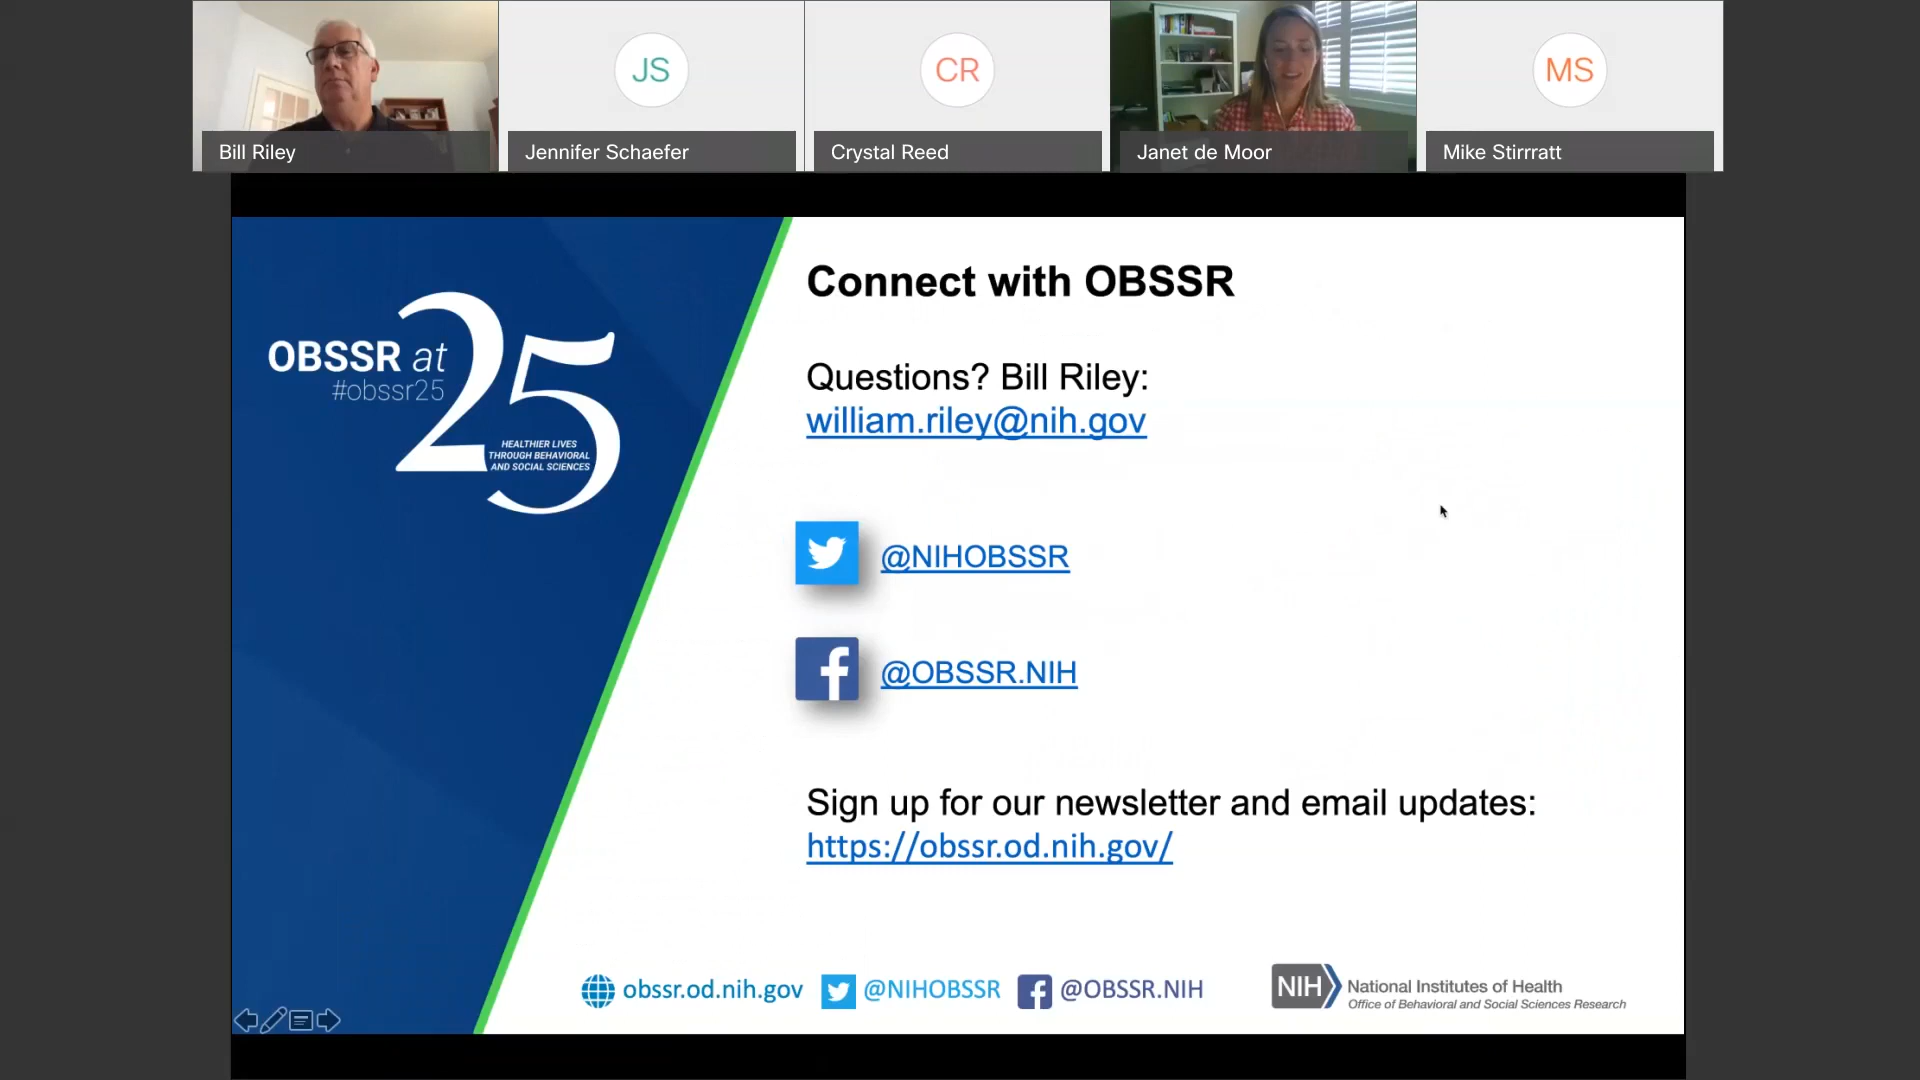 JS
CR
MS
Bill Riley
Jennifer Schaefer
Crystal Reed
Janet de Moor
Mike Stirrratt
OBSSR at 25
#obssr25
HEALTHIER LIVES
THROUGH BEHAVIORAL
AND SOCIAL SCIENCES
Connect with OBSSR
Questions? Bill Riley:
william.riley@nih.gov
@NIHOBSSR
@OBSSR.NIH
Sign up for our newsletter and email updates:
https://obssr.od.nih.gov/
obssr.od.nih.gov @NIHOBSSR @OBSSR.NIH
NIH National Institutes of Health
Office of Behavioral and Social Sciences Research